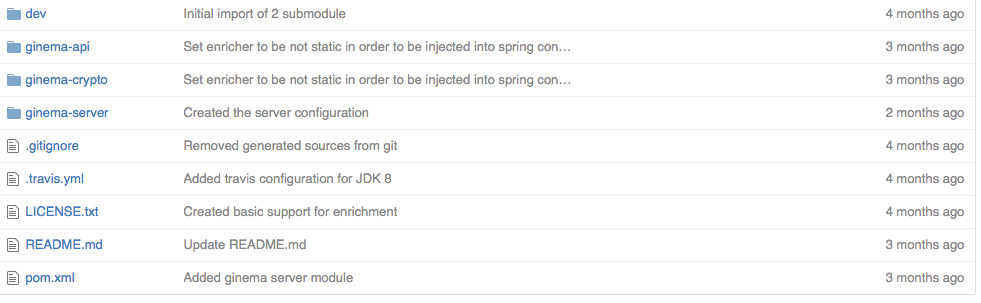 dev Initial import of 2 submodule 4 months ago
ginema-api Set enricher to be not static in order to be injected into spring con… 3 months ago
ginema-crypto Set enricher to be not static in order to be injected into spring con… 3 months ago
ginema-server Created the server configuration 2 months ago
.gitignore Removed generated sources from git 4 months ago
.travis.yml Added travis configuration for JDK 8 4 months ago
LICENSE.txt Created basic support for enrichment 4 months ago
README.md Update README.md 3 months ago
pom.xml Added ginema server module 3 months ago